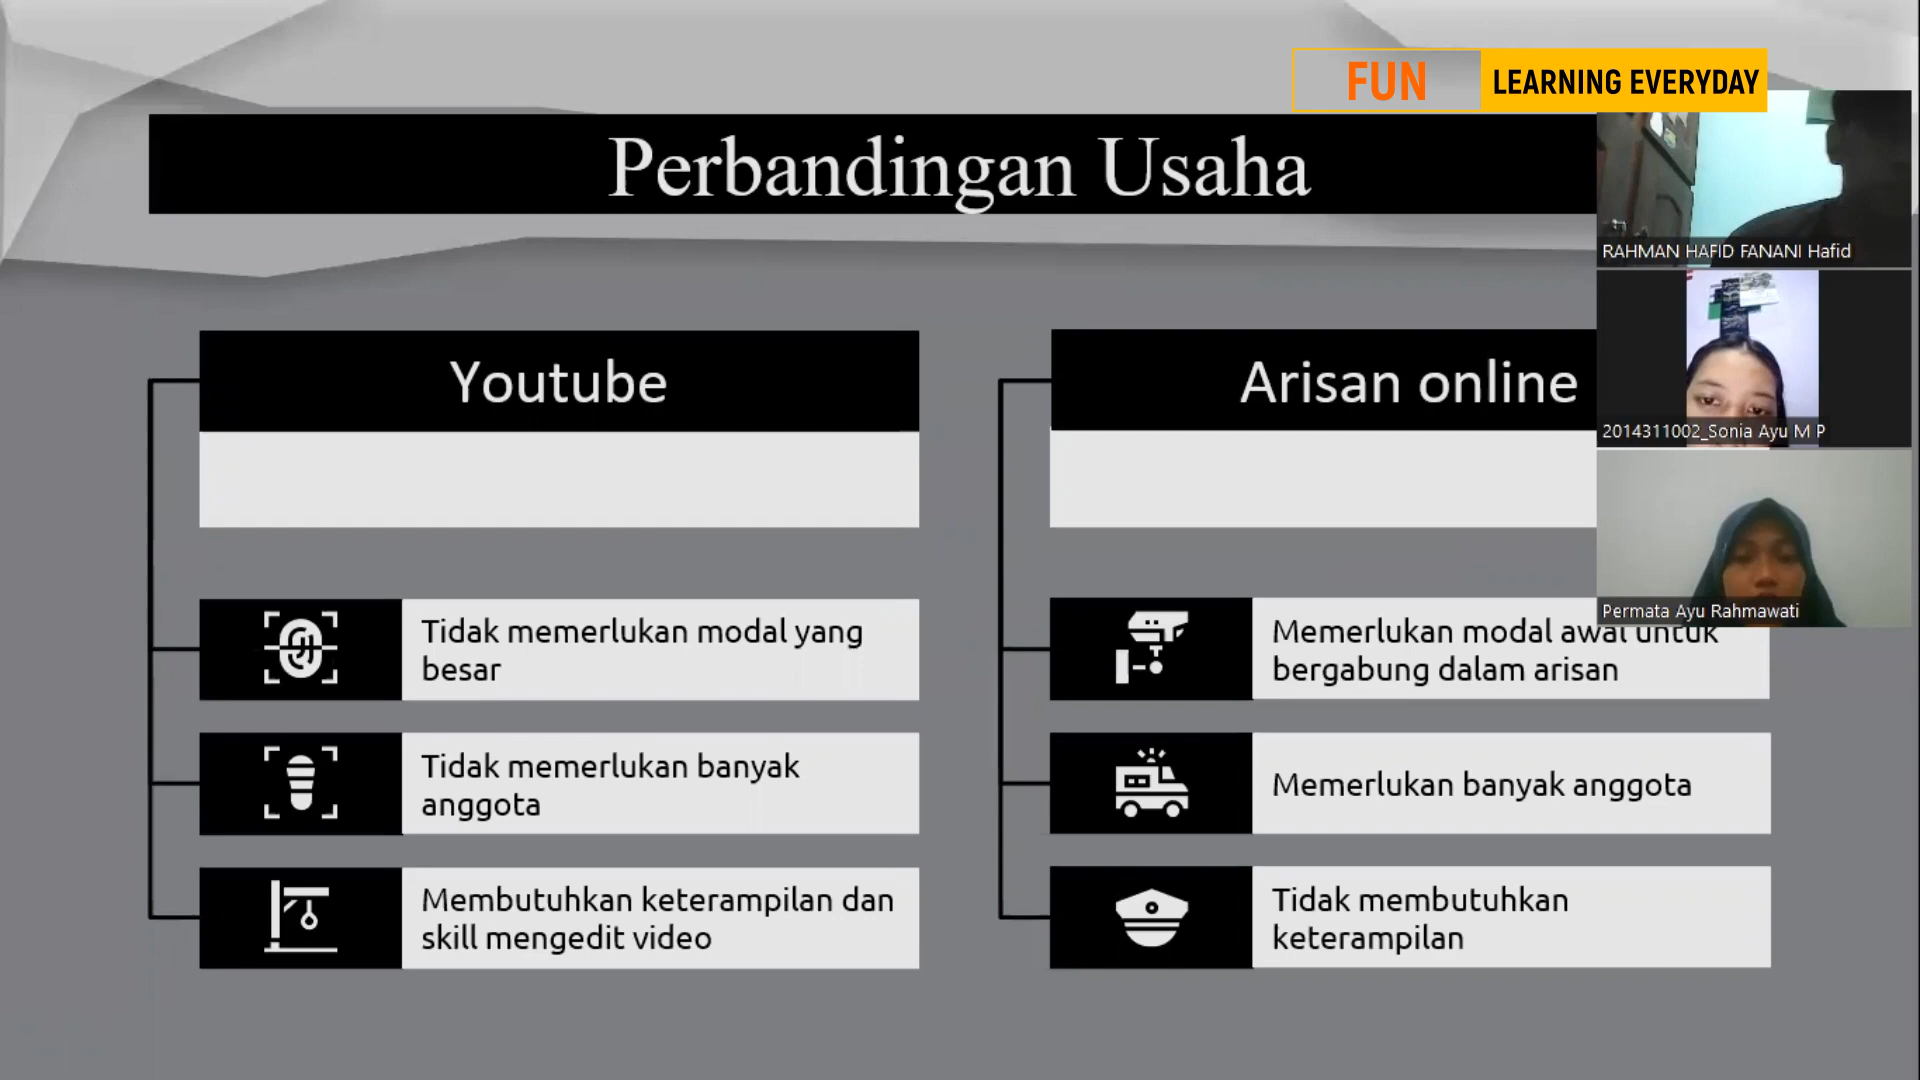 FUN LEARNING EVERYDAY
Perbandingan Usaha
RAHMAN HAFID FANANI Hafid
2014311002_Sonia Ayu M P
Permata Ayu Rahmawati
Youtube
Tidak memerlukan modal yang
besar
Tidak memerlukan banyak
anggota
Membutuhkan keterampilan dan
skill mengedit video
Arisan online
Memerlukan modal awal untuk
bergabung dalam arisan
Memerlukan banyak anggota
Tidak membutuhkan
keterampilan